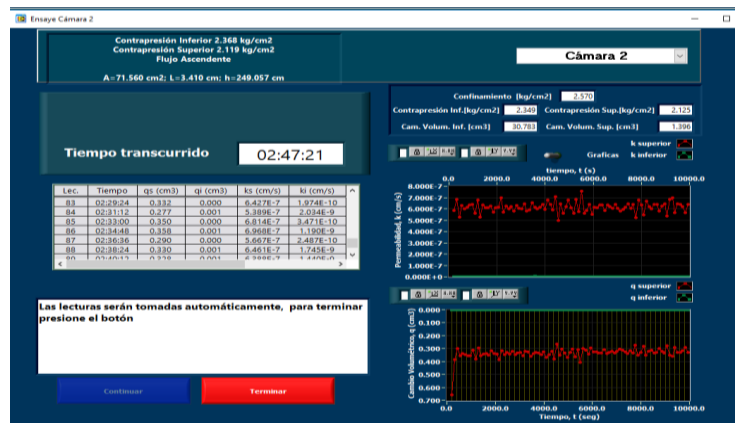 Ensaye Cámara 2
Contrapresión Inferior 2.368 kg/cm2
Contrapresión Superior 2.119 kg/cm2
Flujo Ascendente
A=71.560 cm2; L=3.410 cm; h=249.057 cm
Cámara 2
Confinamiento [kg/cm2] 2.570
Contrapresión Inf.[kg/cm2] 2.349 Contrapresión Sup.[kg/cm2] 2.125
Cam. Volum. Inf. [cm3] 30.783 Cam. Volum. Sup. [cm3] 1.396
Tiempo transcurrido 02:47:21
Graficas
k superior
k inferior
tiempo, t (s)
0.0 2000.0 4000.0 6000.0 8000.0 10000.0
Permeabilidad, k (cm/s)
8.000E-7
7.000E-7
6.000E-7
5.000E-7
4.000E-7
3.000E-7
2.000E-7
1.000E-7
0.000E+0
Lec. Tiempo qs (cm3) qi (cm3) ks (cm/s) ki (cm/s)
83 02:29:24 0.332 0.000 6.427E-7 1.974E-10
84 02:31:12 0.277 0.001 5.389E-7 2.034E-9
85 02:33:00 0.350 0.000 6.814E-7 3.471E-10
86 02:34:48 0.358 0.001 6.968E-7 1.190E-9
87 02:36:36 0.290 0.000 5.667E-7 2.487E-10
88 02:38:24 0.330 0.001 6.461E-7 1.745E-9
Las lecturas serán tomadas automáticamente, para terminar
presione el botón
Continuar
Terminar
q superior
q inferior
Cambio Volumétrico, q (cm3)
0.000
0.100
0.200
0.300
0.400
0.500
0.600
0.700
0.0 2000.0 4000.0 6000.0 8000.0 10000.0
Tiempo, t (seg)